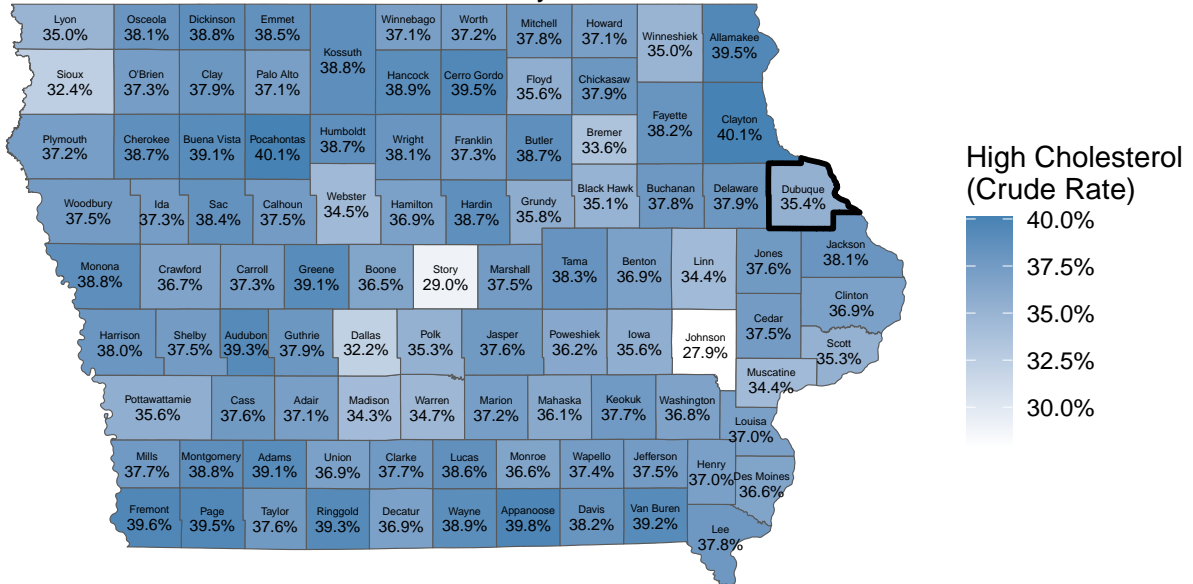 Lyon
35.0%
Osceola
38.1%
Dickinson
38.8%
Emmet
38.5%
Kossuth
38.8%
Winnebago
37.1%
Worth
37.2%
Mitchell
37.8%
Howard
37.1%
Winneshiek
35.0%
Allamakee
39.5%
Sioux
32.4%
O'Brien
37.3%
Clay
37.9%
Palo Alto
37.1%
Hancock
38.9%
Cerro Gordo
39.5%
Floyd
35.6%
Chickasaw
37.9%
Fayette
38.2%
Clayton
40.1%
Plymouth
37.2%
Cherokee
38.7%
Buena Vista
39.1%
Pocahontas
40.1%
Humboldt
38.7%
Wright
38.1%
Franklin
37.3%
Butler
38.7%
Bremer
33.6%
Woodbury
37.5%
Ida
37.3%
Sac
38.4%
Calhoun
37.5%
Webster
34.5%
Hamilton
36.9%
Hardin
38.7%
Grundy
35.8%
Black Hawk
35.1%
Buchanan
37.8%
Delaware
37.9%
Dubuque
35.4%
Monona
38.8%
Crawford
36.7%
Carroll
37.3%
Greene
39.1%
Boone
36.5%
Story
29.0%
Marshall
37.5%
Tama
38.3%
Benton
36.9%
Linn
34.4%
Jones
37.6%
Jackson
38.1%
Clinton
36.9%
Harrison
38.0%
Shelby
37.5%
Audubon
39.3%
Guthrie
37.9%
Dallas
32.2%
Polk
35.3%
Jasper
37.6%
Poweshiek
36.2%
Iowa
35.6%
Johnson
27.9%
Cedar
37.5%
Scott
35.3%
Muscatine
34.4%
Pottawattamie
35.6%
Cass
37.6%
Adair
37.1%
Madison
34.3%
Warren
34.7%
Marion
37.2%
Mahaska
36.1%
Keokuk
37.7%
Washington
36.8%
Louisa
37.0%
Mills
37.7%
Montgomery
38.8%
Adams
39.1%
Union
36.9%
Clarke
37.7%
Lucas
38.6%
Monroe
36.6%
Wapello
37.4%
Jefferson
37.5%
Henry
37.0%
Des Moines
36.6%
Fremont
39.6%
Page
39.5%
Taylor
37.6%
Ringgold
39.3%
Decatur
36.9%
Wayne
38.9%
Appanoose
39.8%
Davis
38.2%
Van Buren
39.2%
Lee
37.8%
High Cholesterol
(Crude Rate)
40.0%
37.5%
35.0%
32.5%
30.0%